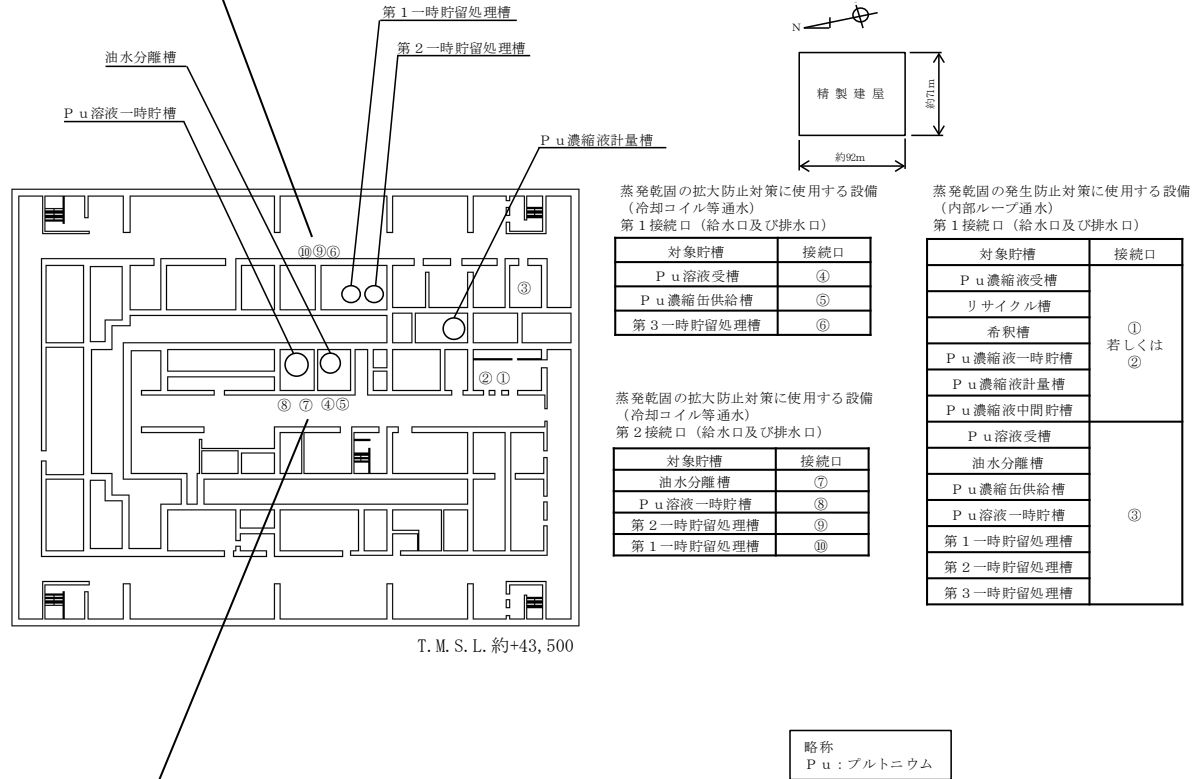 第１一時貯留処理槽
第２一時貯留処理槽
油水分離槽
Ｐｕ溶液一時貯槽
Ｐｕ濃縮液計量槽
N
精製建屋
約71m
約92m
⑩⑨⑥
③
② ①
⑧ ⑦ ④⑤
T.M.S.L.約+43,500
蒸発乾固の拡大防止対策に使用する設備
（冷却コイル等通水）
第１接続口（給水口及び排水口）
対象貯槽 接続口
Ｐｕ溶液受槽 ④
Ｐｕ濃縮缶供給槽 ⑤
第３一時貯留処理槽 ⑥
蒸発乾固の拡大防止対策に使用する設備
（冷却コイル等通水）
第２接続口（給水口及び排水口）
対象貯槽 接続口
油水分離槽 ⑦
Ｐｕ溶液一時貯槽 ⑧
第２一時貯留処理槽 ⑨
第１一時貯留処理槽 ⑩
蒸発乾固の発生防止対策に使用する設備
（内部ループ通水）
第１接続口（給水口及び排水口）
対象貯槽 接続口
Ｐｕ濃縮液受槽
リサイクル槽
希釈槽
Ｐｕ濃縮液一時貯槽
Ｐｕ濃縮液計量槽
Ｐｕ濃縮液中間貯槽
①
若しくは
②
Ｐｕ溶液受槽
油水分離槽
Ｐｕ濃縮缶供給槽
Ｐｕ溶液一時貯槽
第１一時貯留処理槽
第２一時貯留処理槽
第３一時貯留処理槽
③
略称
Ｐｕ：プルトニウム